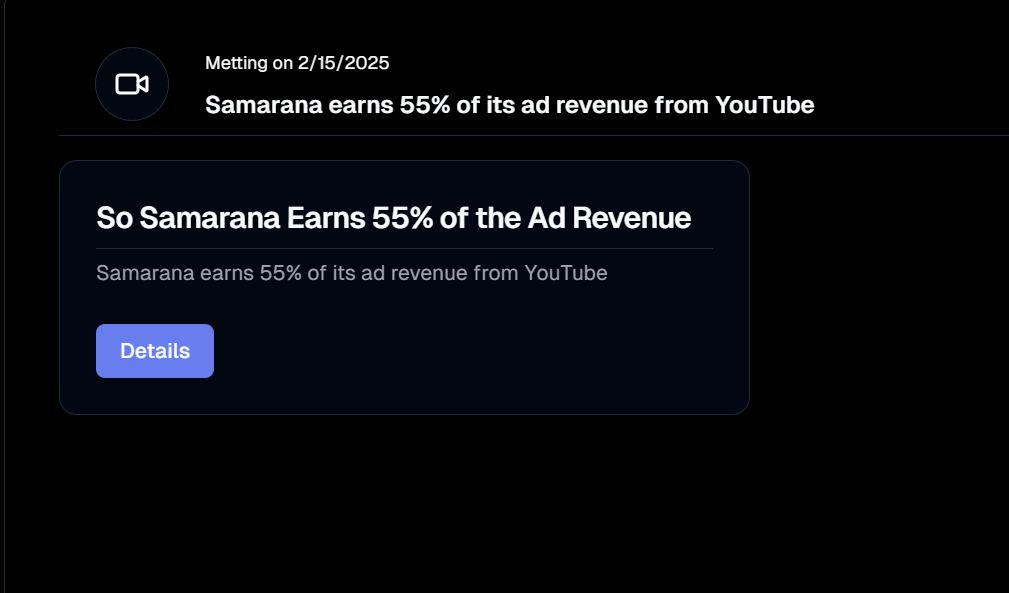 Metting on 2/15/2025
Samarana earns 55% of its ad revenue from YouTube
So Samarana Earns 55% of the Ad Revenue
Samarana earns 55% of its ad revenue from YouTube
Details